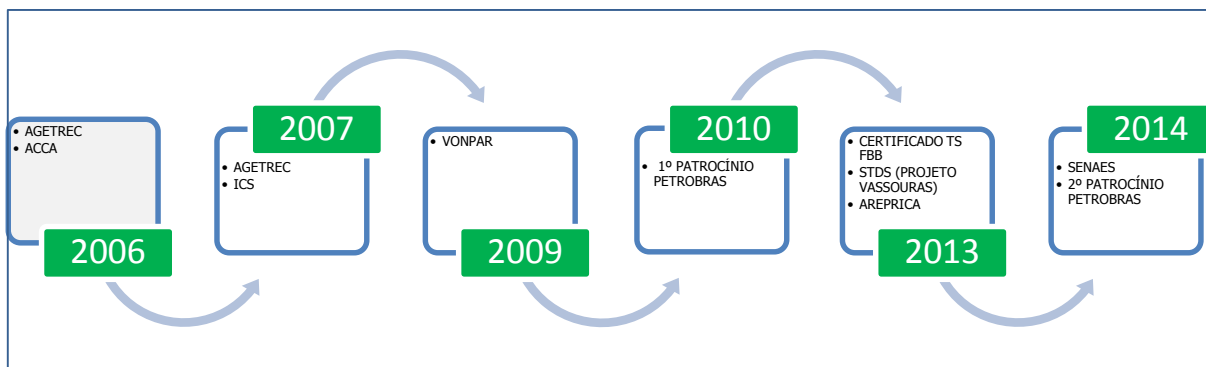 • AGETREC
• ACCA
2006
2007
• AGETREC
• ICS
• VONPAR
2009
2010
• 1º PATROCÍNIO
PETROBRAS
• CERTIFICADO TS
FBB
• STDS (PROJETO
VASSOURAS)
• AREPRICA
2013
2014
• SENAES
• 2º PATROCÍNIO
PETROBRAS